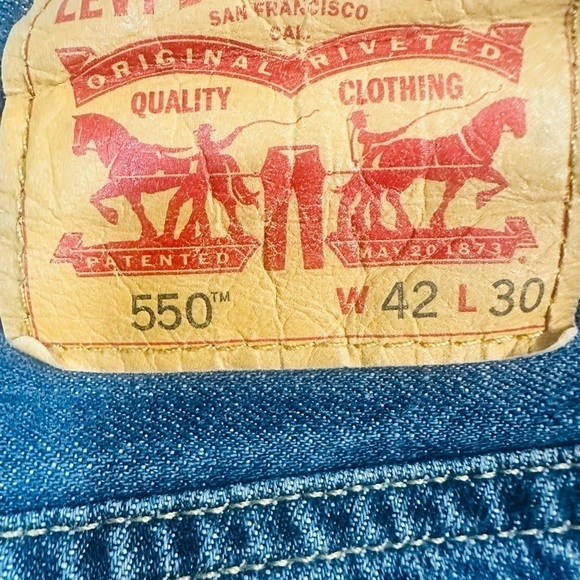 SAN FRANCISCO
CAL.
ORIGINAL RIVETED
QUALITY CLOTHING
PATENTED MAY 20 1873
550™ W 42 L 30